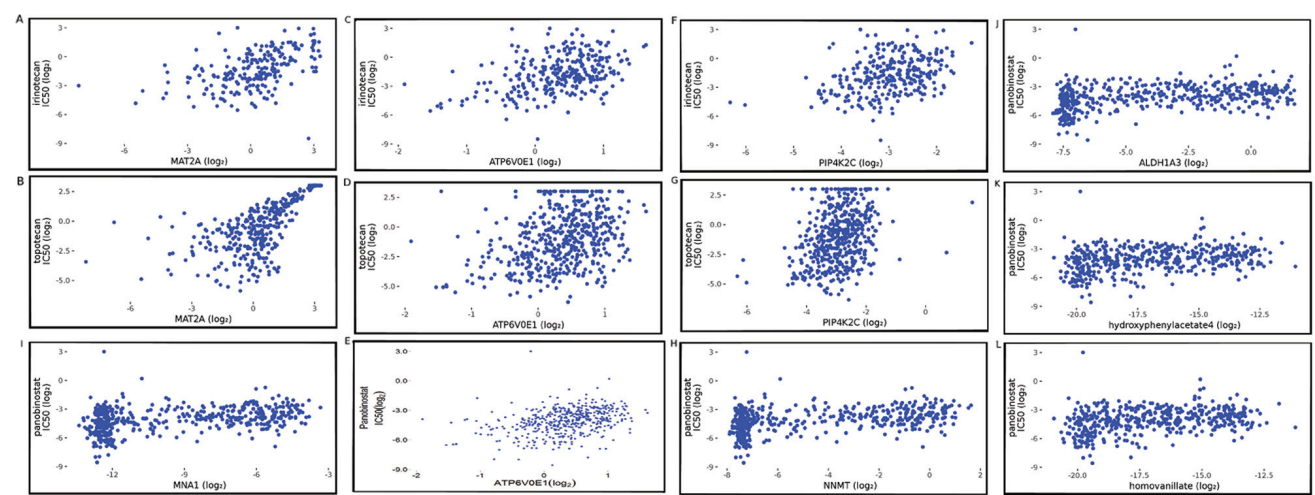 A
irinotecan
IC50 (log₂)
3
0
-3
-6
-9
-6
-3
0
3
MAT2A (log₂)
C
irinotecan
IC50 (log₂)
3
0
-3
-6
-9
-2
-1
0
1
ATP6V0E1 (log₂)
F
irinotecan
IC50 (log₂)
3
0
-3
-6
-9
-6
-5
-4
-3
-2
-1
PIP4K2C (log₂)
J
panobinostat
IC50 (log₂)
3
0
-3
-6
-9
-7.5
-5.0
-2.5
0.0
ALDH1A3 (log₂)
B
topotecan
IC50 (log₂)
2.5
0.0
-2.5
-5.0
-6
-3
0
3
MAT2A (log₂)
D
topotecan
IC50 (log₂)
2.5
0.0
-2.5
-5.0
-2
-1
0
1
ATP6V0E1 (log₂)
G
topotecan
IC50 (log₂)
2.5
0.0
-2.5
-5.0
-6
-4
-2
0
PIP4K2C (log₂)
K
panobinostat
IC50 (log₂)
3
0
-3
-6
-9
-20.0
-17.5
-15.0
-12.5
hydroxyphenylacetate4 (log₂)
I
panobinostat
IC50 (log₂)
3
0
-3
-6
-9
-12
-9
-6
-3
MNA1 (log₂)
E
Panobinostat
IC50(log₂)
3.0
0.0
-3.0
-6.0
-9.0
-2
-1
0
1
ATP6V0E1(log₂)
H
panobinostat
IC50 (log₂)
3
0
-3
-6
-9
-8
-6
-4
-2
0
2
NNMT (log₂)
L
panobinostat
IC50 (log₂)
3
0
-3
-6
-9
-20.0
-17.5
-15.0
-12.5
homovanillate (log₂)